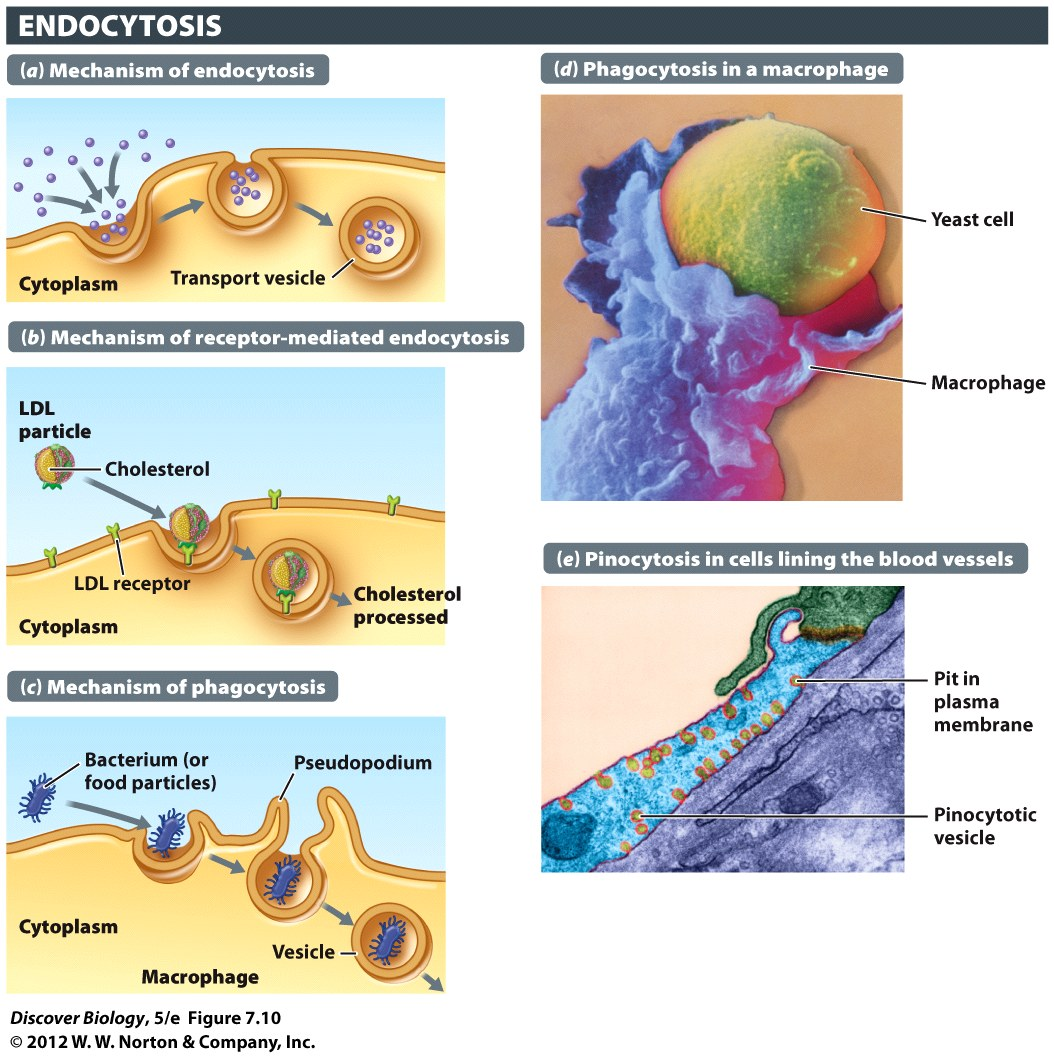 ENDOCYTOSIS
(a) Mechanism of endocytosis
Cytoplasm
Transport vesicle
(b) Mechanism of receptor-mediated endocytosis
LDL
particle
Cholesterol
LDL receptor
Cholesterol
processed
Cytoplasm
(c) Mechanism of phagocytosis
Bacterium (or
food particles)
Pseudopodium
Cytoplasm
Vesicle
Macrophage
(d) Phagocytosis in a macrophage
Yeast cell
Macrophage
(e) Pinocytosis in cells lining the blood vessels
Pit in
plasma
membrane
Pinocytotic
vesicle
Discover Biology, 5/e Figure 7.10
© 2012 W. W. Norton & Company, Inc.